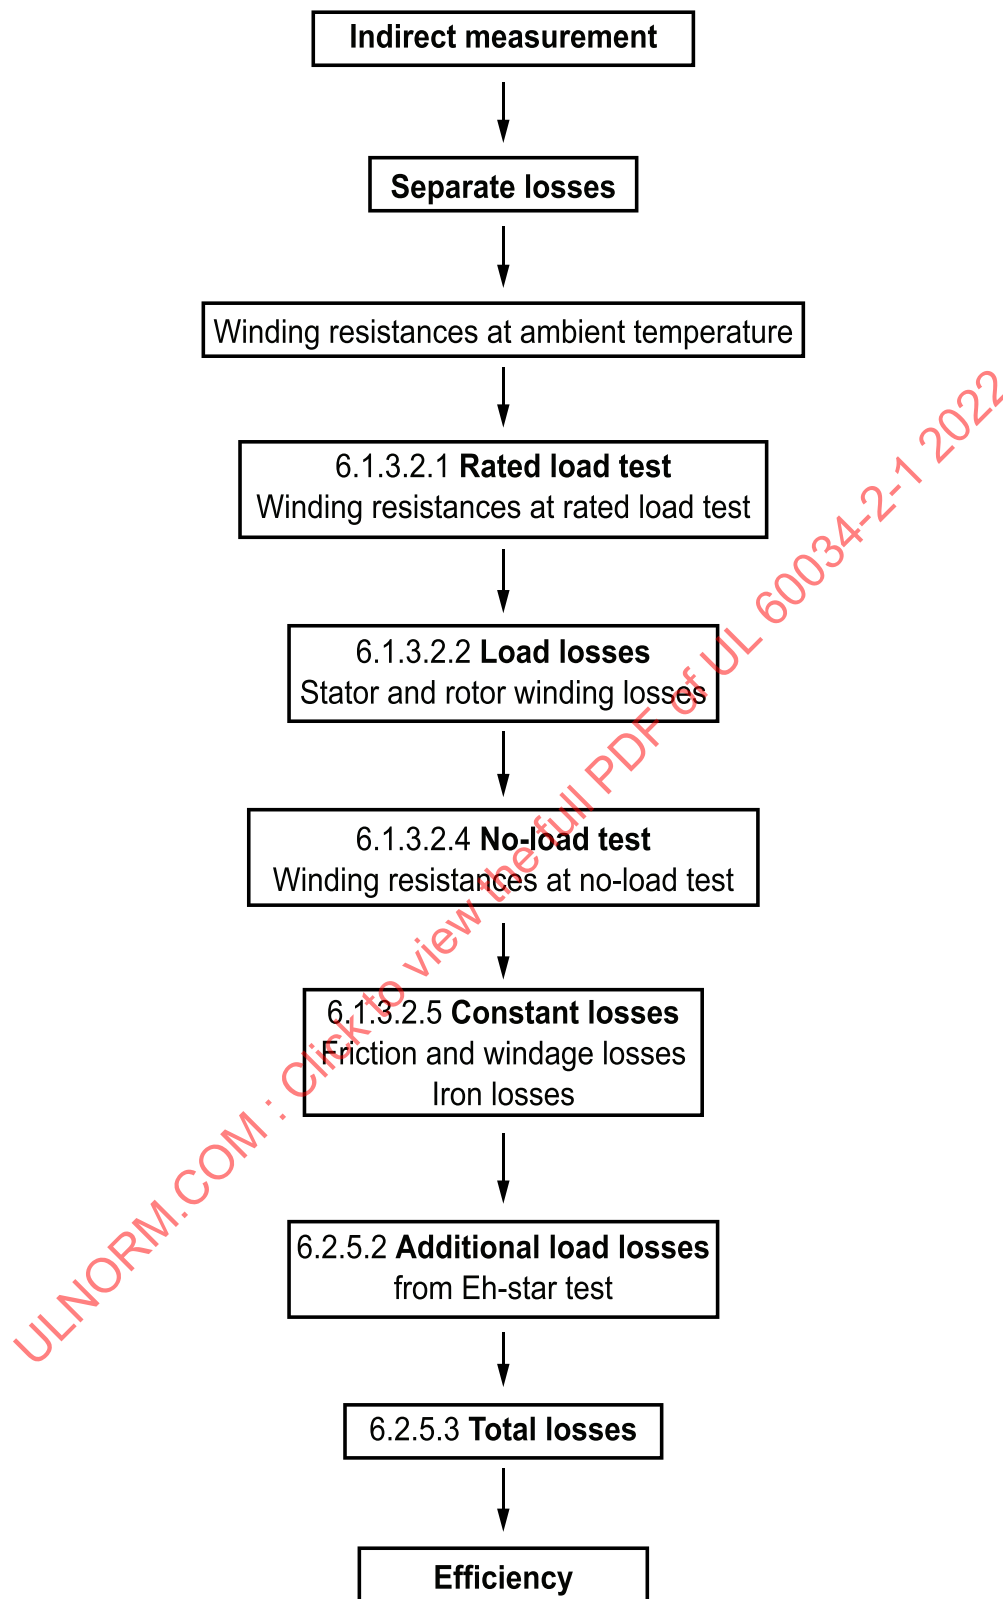 Indirect measurement
Separate losses
Winding resistances at ambient temperature
6.1.3.2.1 Rated load test
Winding resistances at rated load test
6.1.3.2.2 Load losses
Stator and rotor winding losses
6.1.3.2.4 No-load test
Winding resistances at no-load test
6.1.3.2.5 Constant losses
Friction and windage losses
Iron losses
6.2.5.2 Additional load losses
from Eh-star test
6.2.5.3 Total losses
Efficiency
ULNORM.COM : Click to view the full PDF of UL 60034-2-1 2022